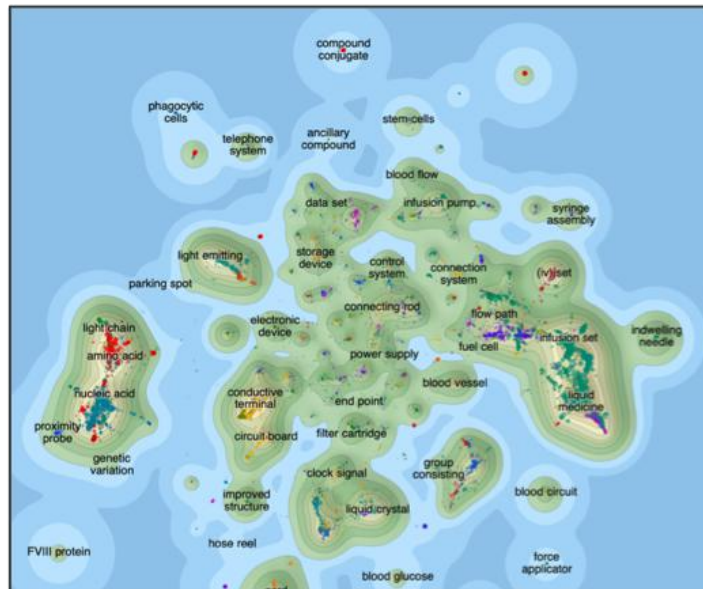 compound
conjugate
phagocytic
cells
telephone
system
ancillary
compound
stem-cells
blood flow
data set
infusion pump
syringe
assembly
light emitting
storage
device
control
system
connection
system
(iv) set
parking spot
connecting rod
flow path
light chain
electronic
device
infusion set
indwelling
needle
amino acid
power supply
fuel cell
nucleic acid
conductive
terminal
end point
blood vessel
liquid
medicine
proximity
probe
circuit board
filter cartridge
genetic
variation
clock signal
group
consisting
improved
structure
liquid crystal
blood circuit
hose reel
FVIII protein
blood glucose
force
applicator